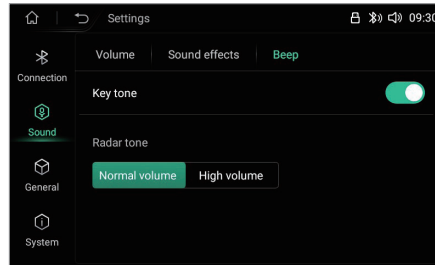 Settings 09:30
Volume Sound effects Beep
Connection
Key tone
Sound
Radar tone
Normal volume High volume
General
System